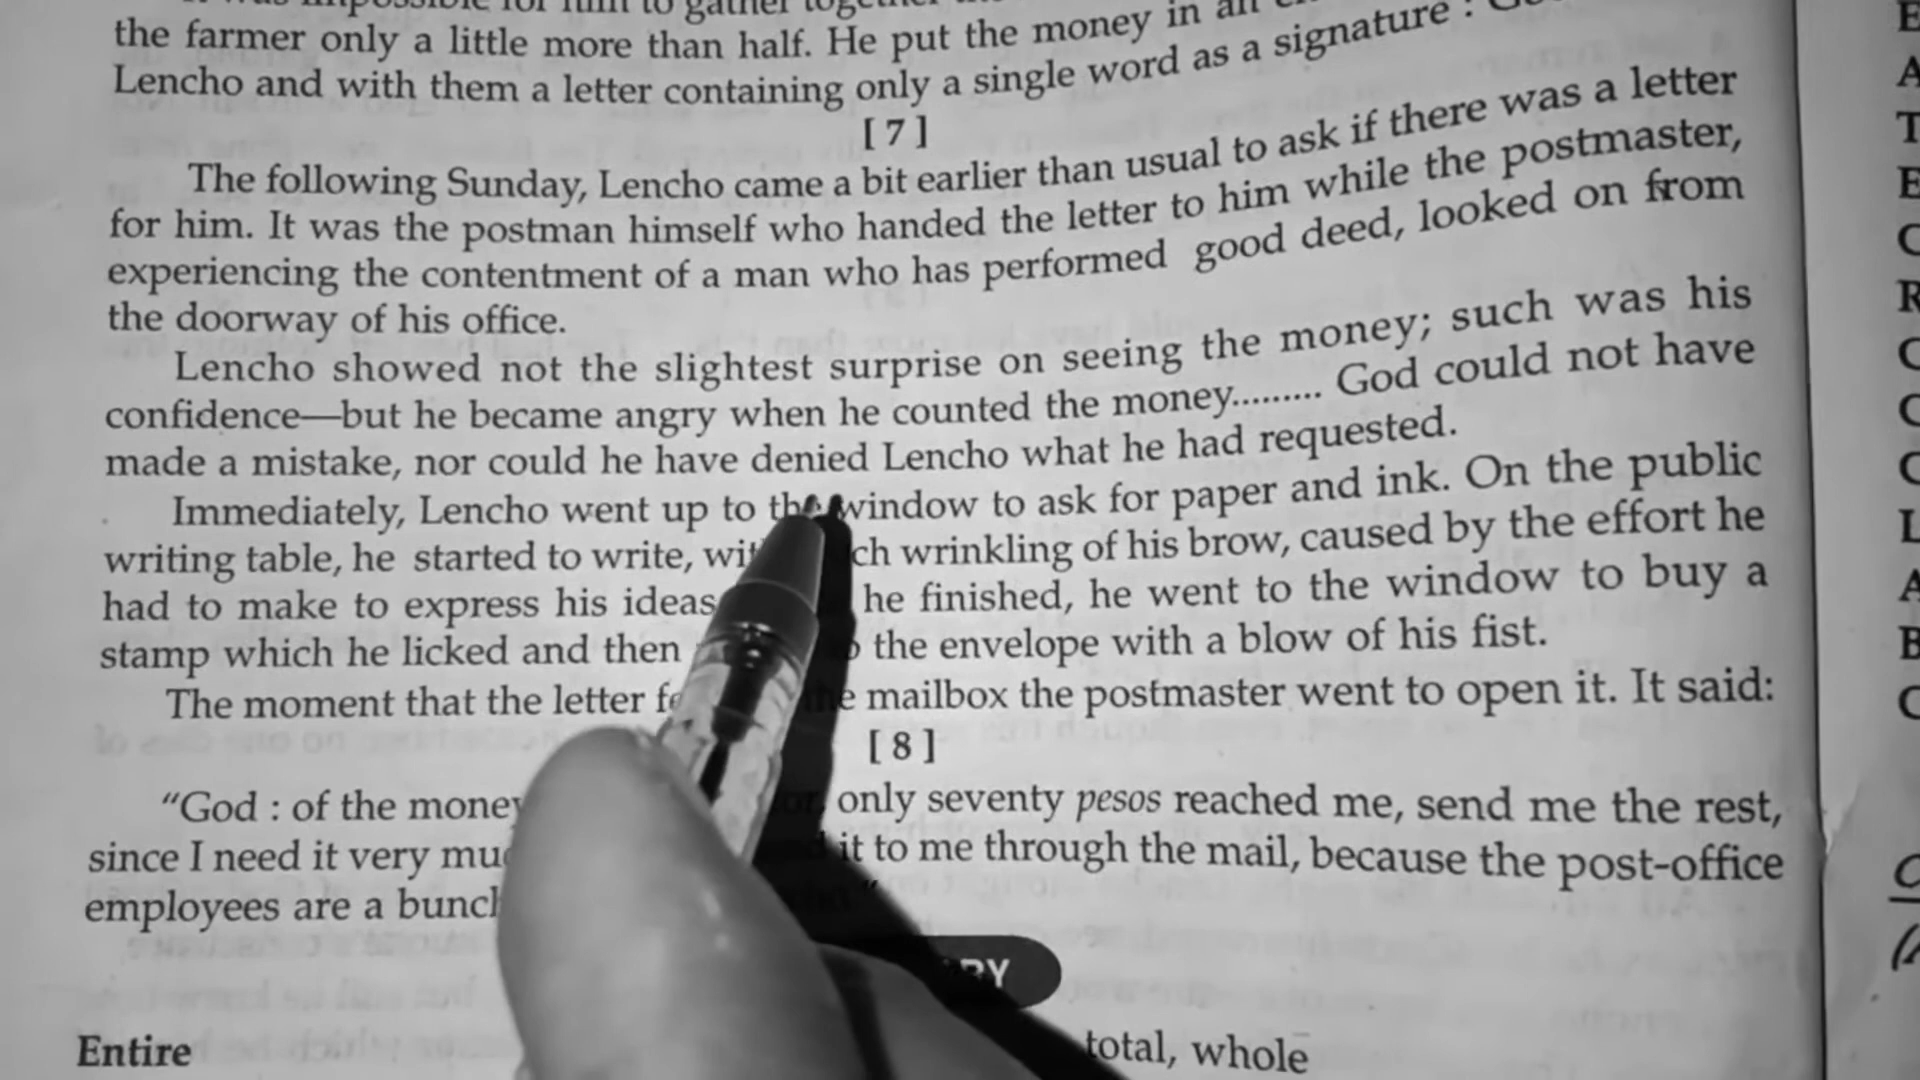 the farmer only a little more than half. He put the money in an
Lencho and with them a letter containing only a single word as a signature :
[ 7 ]
The following Sunday, Lencho came a bit earlier than usual to ask if there was a letter
for him. It was the postman himself who handed the letter to him while the postmaster,
experiencing the contentment of a man who has performed good deed, looked on from
the doorway of his office.
Lencho showed not the slightest surprise on seeing the money; such was his
confidence—but he became angry when he counted the money......... God could not have
made a mistake, nor could he have denied Lencho what he had requested.
Immediately, Lencho went up to the window to ask for paper and ink. On the public
writing table, he started to write, wrinkling of his brow, caused by the effort he
had to make to express his ideas he finished, he went to the window to buy a
stamp which he licked and then the envelope with a blow of his fist.
The moment that the letter mailbox the postmaster went to open it. It said:
[ 8 ]
"God : of the money only seventy pesos reached me, send me the rest,
since I need it very it to me through the mail, because the post-office
employees are a
Entire total, whole